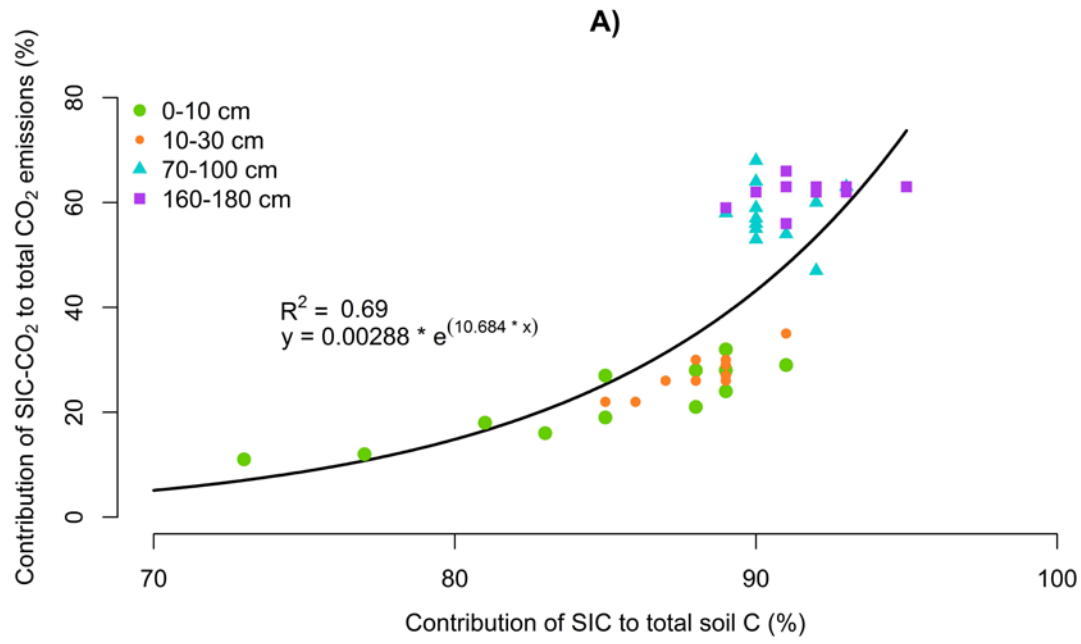 A)
Contribution of SIC-CO₂ to total CO₂ emissions (%)
80
60
40
20
0
0-10 cm
10-30 cm
70-100 cm
160-180 cm
R² = 0.69
y = 0.00288 * e^(10.684 * x)
70
80
90
100
Contribution of SIC to total soil C (%)